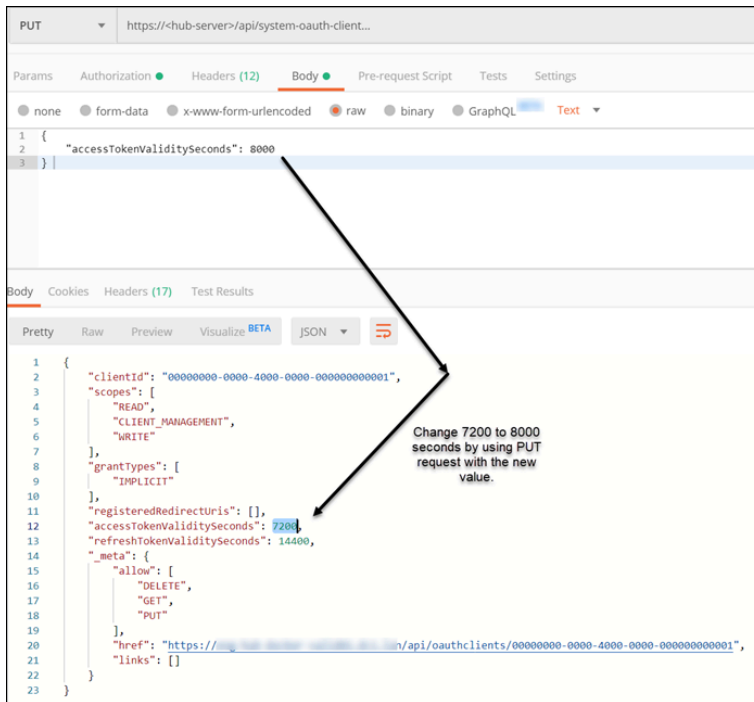 PUT https://<hub-server>/api/system-oauth-client...
Params Authorization Headers (12) Body Pre-request Script Tests Settings
none form-data x-www-form-urlencoded raw binary GraphQL Text
1 {
2 "accessTokenValiditySeconds": 8000
3 }
Body Cookies Headers (17) Test Results
Pretty Raw Preview Visualize BETA JSON
1 {
2 "clientId": "00000000-0000-4000-0000-000000000001",
3 "scopes": [
4 "READ",
5 "CLIENT_MANAGEMENT",
6 "WRITE"
7 ],
8 "grantTypes": [
9 "IMPLICIT"
10 ],
11 "registeredRedirectUris": [],
12 "accessTokenValiditySeconds": 7200,
13 "refreshTokenValiditySeconds": 14400,
14 "_meta": {
15 "allow": [
16 "DELETE",
17 "GET",
18 "PUT"
19 ],
20 "href": "https:// n/api/oauthclients/00000000-0000-4000-0000-000000000001",
21 "links": []
22 }
23 }
Change 7200 to 8000
seconds by using PUT
request with the new
value.